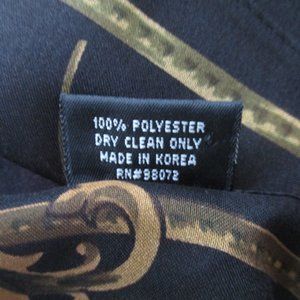 100% POLYESTER
DRY CLEAN ONLY
MADE IN KOREA
RN#98072